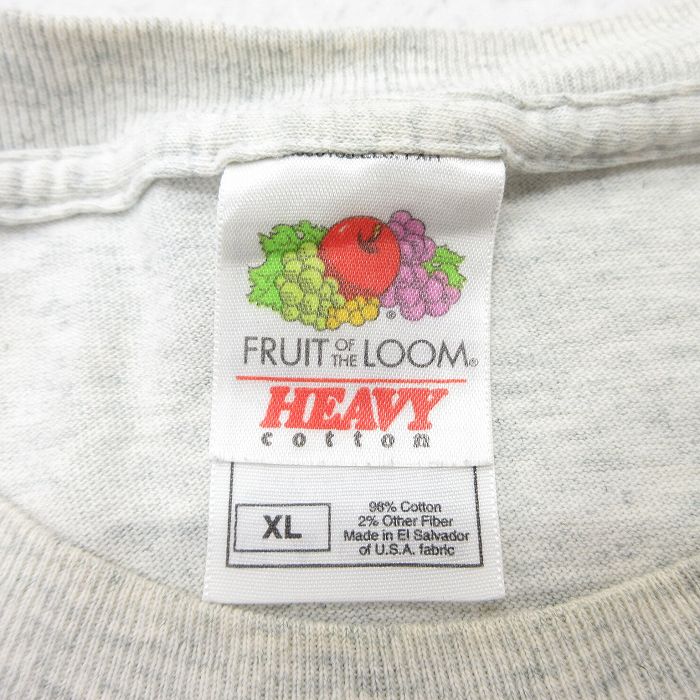 FRUIT OF THE LOOM®
HEAVY
cotton
XL
98% Cotton
2% Other Fiber
Made in El Salvador
of U.S.A. fabric